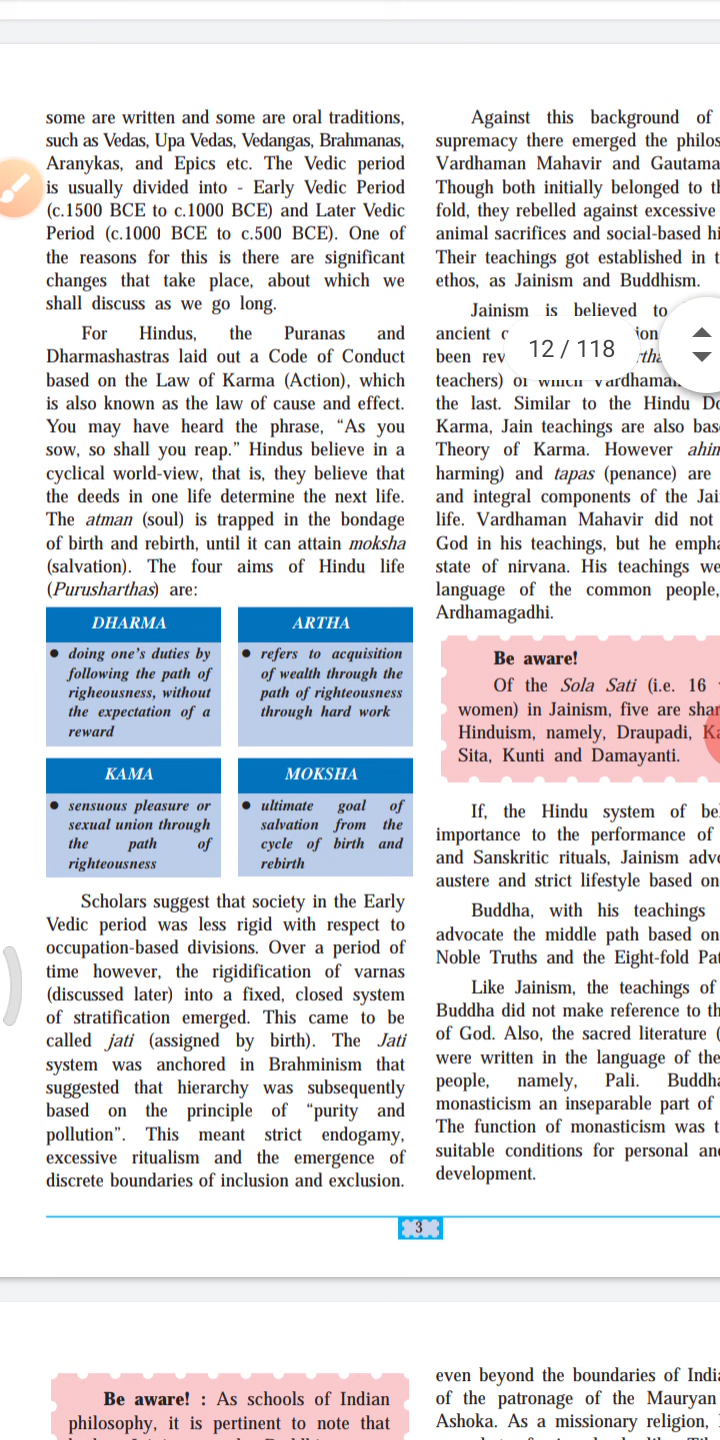 some are written and some are oral traditions,
such as Vedas, Upa Vedas, Vedangas, Brahmanas,
Aranykas, and Epics etc. The Vedic period
is usually divided into - Early Vedic Period
(c.1500 BCE to c.1000 BCE) and Later Vedic
Period (c.1000 BCE to c.500 BCE). One of
the reasons for this is there are significant
changes that take place, about which we
shall discuss as we go long.
For Hindus, the Puranas and
Dharmashastras laid out a Code of Conduct
based on the Law of Karma (Action), which
is also known as the law of cause and effect.
You may have heard the phrase, “As you
sow, so shall you reap.” Hindus believe in a
cyclical world-view, that is, they believe that
the deeds in one life determine the next life.
The atman (soul) is trapped in the bondage
of birth and rebirth, until it can attain moksha
(salvation). The four aims of Hindu life
(Purusharthas) are:
DHARMA
• doing one’s duties by
following the path of
righeousness, without
the expectation of a
reward
ARTHA
• refers to acquisition
of wealth through the
path of righteousness
through hard work
KAMA
• sensuous pleasure or
sexual union through
the path of
righteousness
MOKSHA
• ultimate goal of
salvation from the
cycle of birth and
rebirth
Scholars suggest that society in the Early
Vedic period was less rigid with respect to
occupation-based divisions. Over a period of
time however, the rigidification of varnas
(discussed later) into a fixed, closed system
of stratification emerged. This came to be
called jati (assigned by birth). The Jati
system was anchored in Brahminism that
suggested that hierarchy was subsequently
based on the principle of “purity and
pollution”. This meant strict endogamy,
excessive ritualism and the emergence of
discrete boundaries of inclusion and exclusion.
Against this background of
supremacy there emerged the philos
Vardhaman Mahavir and Gautama
Though both initially belonged to
fold, they rebelled against excessive
animal sacrifices and social-based hi
Their teachings got established in
ethos, as Jainism and Buddhism.
Jainism is believed to
ancient
been rev
teachers) of which Vardhaman
the last. Similar to the Hindu
Karma, Jain teachings are also bas
Theory of Karma. However
harming) and tapas (penance) are
and integral components of the Jai
life. Vardhaman Mahavir did not
God in his teachings, but he empha
state of nirvana. His teachings we
language of the common people,
Ardhamagadhi.
12 / 118
Be aware!
Of the Sola Sati (i.e. 16
women) in Jainism, five are shar
Hinduism, namely, Draupadi,
Sita, Kunti and Damayanti.
If, the Hindu system of be
importance to the performance of
and Sanskritic rituals, Jainism adv
austere and strict lifestyle based on
Buddha, with his teachings
advocate the middle path based on
Noble Truths and the Eight-fold Pat
Like Jainism, the teachings of
Buddha did not make reference to th
of God. Also, the sacred literature (
were written in the language of the
people, namely, Pali. Buddh
monasticism an inseparable part of
The function of monasticism was t
suitable conditions for personal an
development.
3
Be aware! : As schools of Indian
philosophy, it is pertinent to note that
even beyond the boundaries of India
of the patronage of the Mauryan
Ashoka. As a missionary religion,